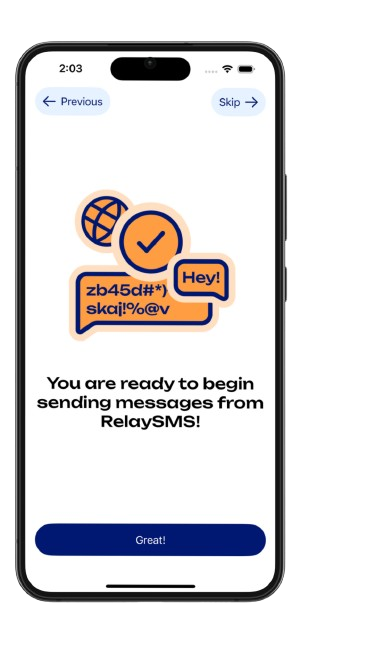 2:03
← Previous
Skip →
Hey!
zb45d#*)
skaj!%@v
You are ready to begin
sending messages from
RelaySMS!
Great!